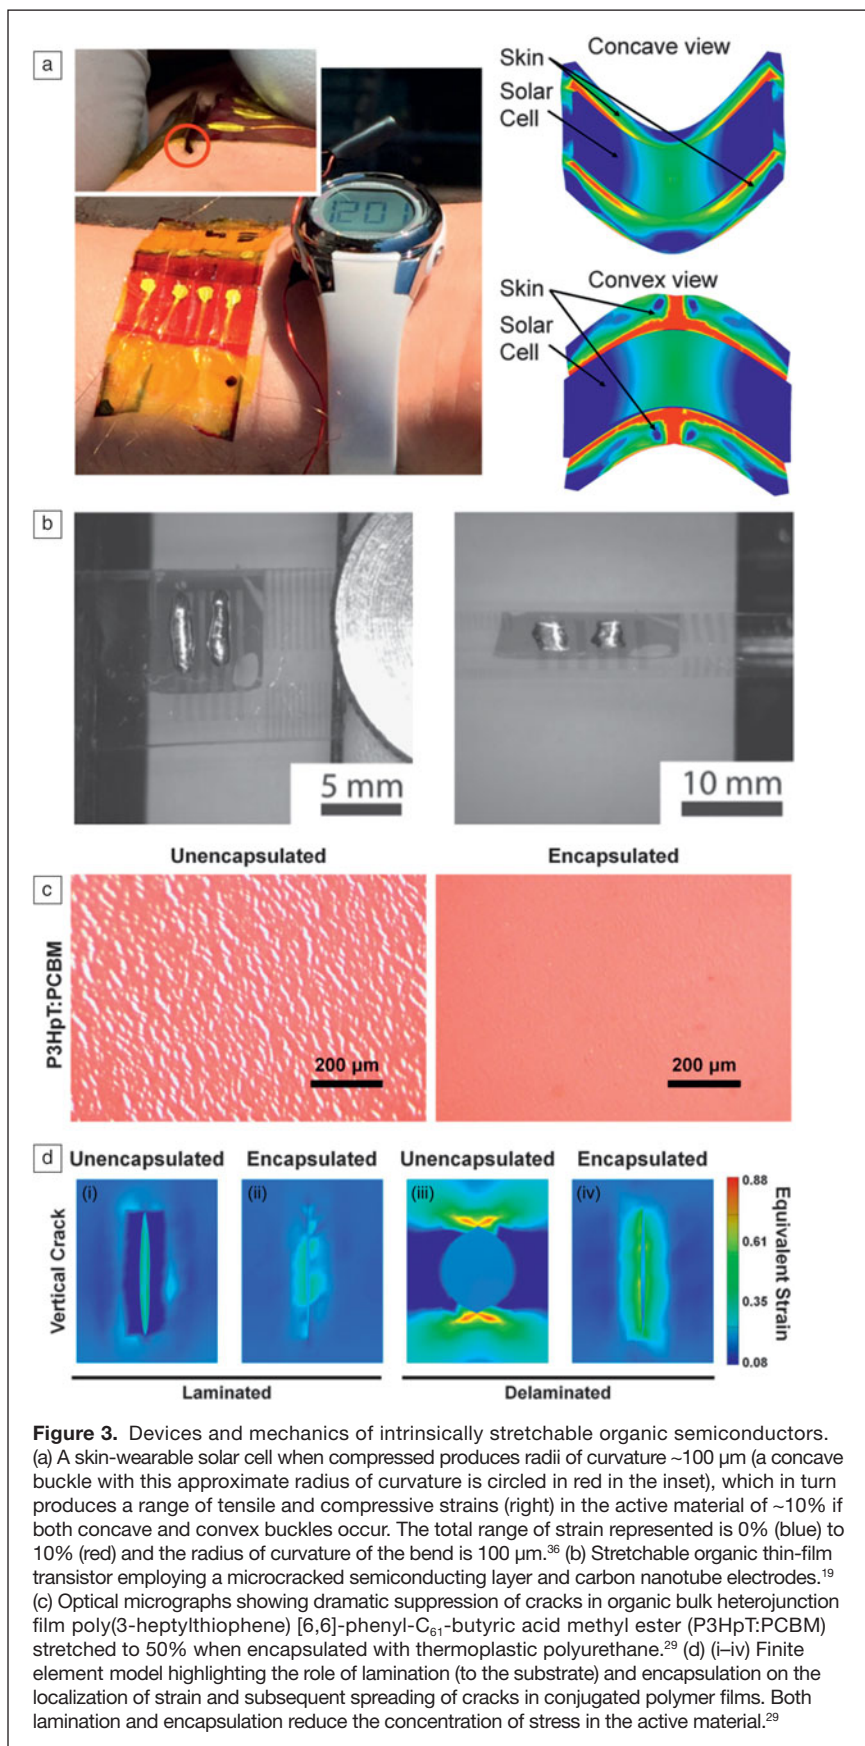 a
Concave view
Skin
Solar
Cell
1201
Convex view
Skin
Solar
Cell
b
5 mm
10 mm
Unencapsulated
Encapsulated
c
P3HpT:PCBM
200 µm
200 µm
d
Unencapsulated
Encapsulated
Unencapsulated
Encapsulated
(i)
(ii)
(iii)
(iv)
Vertical Crack
0.88
0.61
0.35
0.08
Equivalent Strain
Laminated
Delaminated
Figure 3. Devices and mechanics of intrinsically stretchable organic semiconductors.
(a) A skin-wearable solar cell when compressed produces radii of curvature ~100 µm (a concave
buckle with this approximate radius of curvature is circled in red in the inset), which in turn
produces a range of tensile and compressive strains (right) in the active material of ~10% if
both concave and convex buckles occur. The total range of strain represented is 0% (blue) to
10% (red) and the radius of curvature of the bend is 100 µm.³⁶ (b) Stretchable organic thin-film
transistor employing a microcracked semiconducting layer and carbon nanotube electrodes.¹⁹
(c) Optical micrographs showing dramatic suppression of cracks in organic bulk heterojunction
film poly(3-heptylthiophene) [6,6]-phenyl-C₆₁-butyric acid methyl ester (P3HpT:PCBM)
stretched to 50% when encapsulated with thermoplastic polyurethane.²⁹ (d) (i–iv) Finite
element model highlighting the role of lamination (to the substrate) and encapsulation on the
localization of strain and subsequent spreading of cracks in conjugated polymer films. Both
lamination and encapsulation reduce the concentration of stress in the active material.²⁹